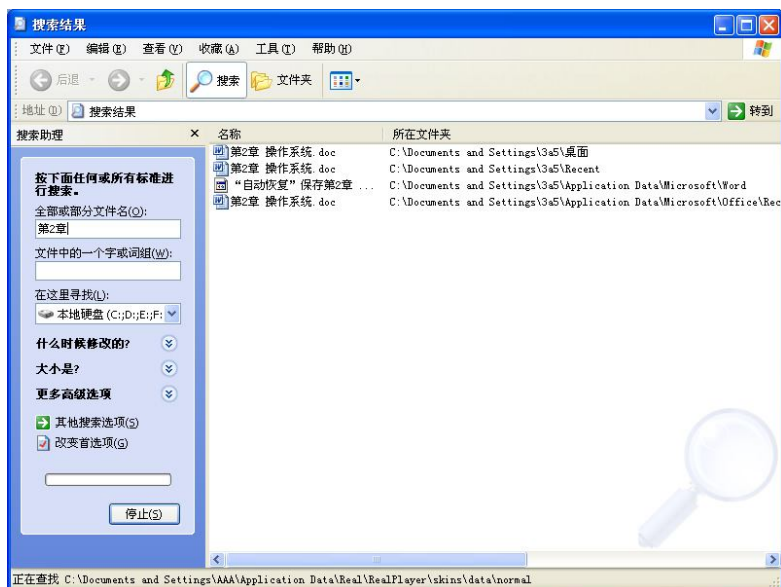 搜索结果
文件(F) 编辑(E) 查看(V) 收藏(A) 工具(T) 帮助(H)
后退 搜索 文件夹
地址(D) 搜索结果 转到
搜索助理
名称 所在文件夹
第2章 操作系统.doc C:\Documents and Settings\3a5\桌面
第2章 操作系统.doc C:\Documents and Settings\3a5\Recent
“自动恢复”保存第2章 ... C:\Documents and Settings\3a5\Application Data\Microsoft\Word
第2章 操作系统.doc C:\Documents and Settings\3a5\Application Data\Microsoft\Office\Rec
按下面任何或所有标准进
行搜索。
全部或部分文件名(O):
第2章
文件中的一个字或词组(W):
在这里寻找(L):
本地硬盘 (C:;D:;E:;F:
什么时候修改的?
大小是?
更多高级选项
其他搜索选项(S)
改变首选项(G)
停止(S)
正在查找 C:\Documents and Settings\AAA\Application Data\Real\RealPlayer\skins\data\normal